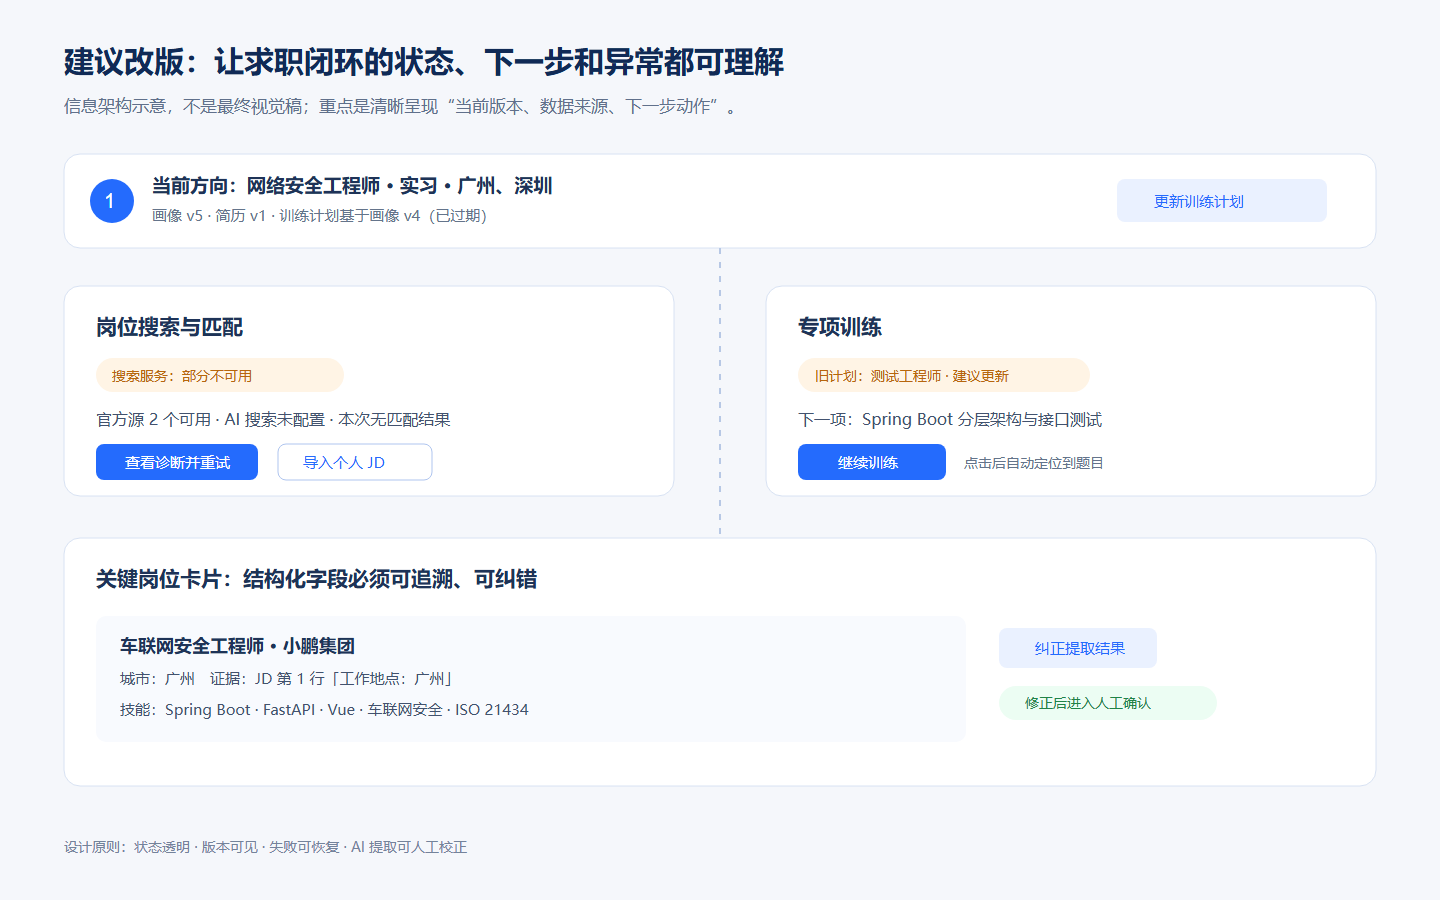 建议改版：让求职闭环的状态、下一步和异常都可理解
信息架构示意，不是最终视觉稿；重点是清晰呈现“当前版本、数据来源、下一步动作”。
1
当前方向：网络安全工程师 • 实习 • 广州、深圳
画像 v5 · 简历 v1 · 训练计划基于画像 v4（已过期）
更新训练计划
岗位搜索与匹配
搜索服务：部分不可用
官方源 2 个可用 · AI 搜索未配置 · 本次无匹配结果
查看诊断并重试
导入个人 JD
专项训练
旧计划：测试工程师 · 建议更新
下一项：Spring Boot 分层架构与接口测试
继续训练
点击后自动定位到题目
关键岗位卡片：结构化字段必须可追溯、可纠错
车联网安全工程师 • 小鹏集团
城市：广州　证据：JD 第 1 行「工作地点：广州」
技能：Spring Boot · FastAPI · Vue · 车联网安全 · ISO 21434
纠正提取结果
修正后进入人工确认
设计原则：状态透明 · 版本可见 · 失败可恢复 · AI 提取可人工校正